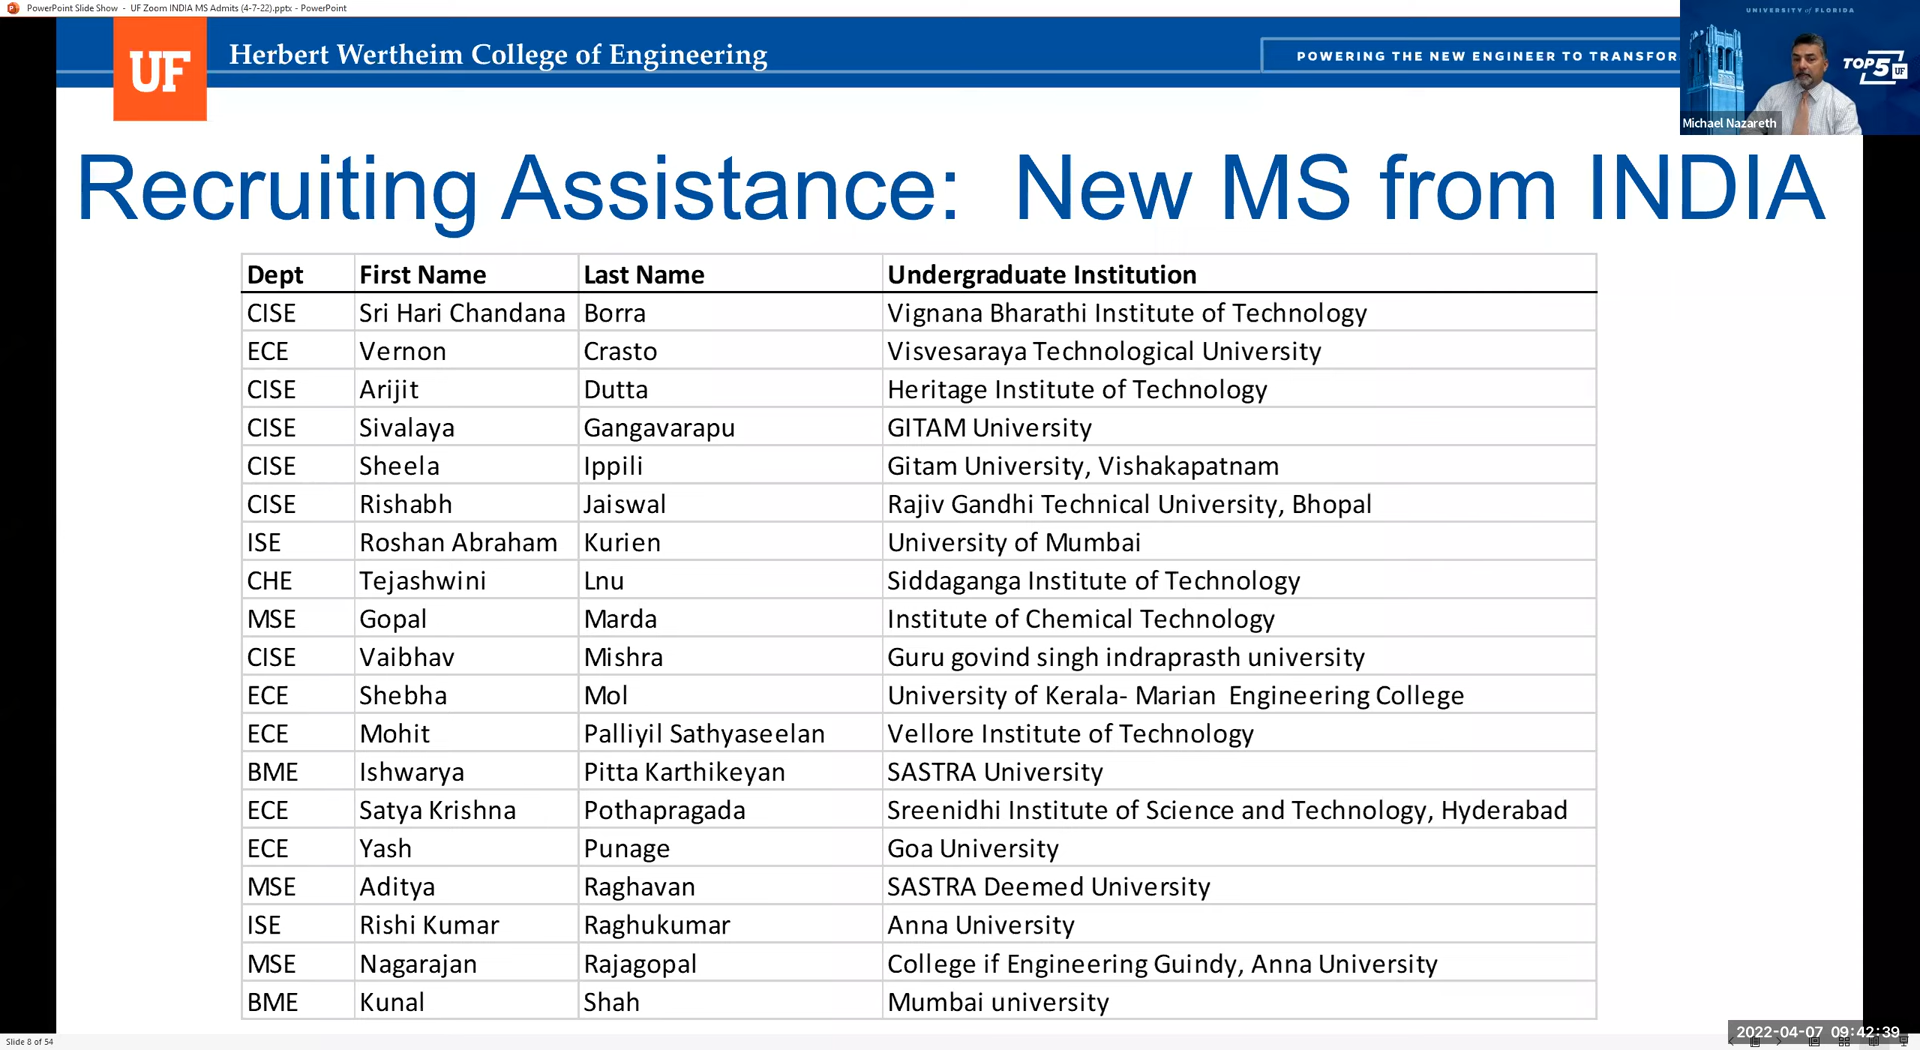 PowerPoint Slide Show - UF Zoom INDIA MS Admits (4-7-22).pptx - PowerPoint
UNIVERSITY of FLORIDA
UF Herbert Wertheim College of Engineering
POWERING THE NEW ENGINEER TO TRANSFOR
TOP 5 UF
Michael Nazareth
Recruiting Assistance: New MS from INDIA
Dept First Name Last Name Undergraduate Institution
CISE Sri Hari Chandana Borra Vignana Bharathi Institute of Technology
ECE Vernon Crasto Visvesaraya Technological University
CISE Arijit Dutta Heritage Institute of Technology
CISE Sivalaya Gangavarapu GITAM University
CISE Sheela Ippili Gitam University, Vishakapatnam
CISE Rishabh Jaiswal Rajiv Gandhi Technical University, Bhopal
ISE Roshan Abraham Kurien University of Mumbai
CHE Tejashwini Lnu Siddaganga Institute of Technology
MSE Gopal Marda Institute of Chemical Technology
CISE Vaibhav Mishra Guru govind singh indraprasth university
ECE Shebha Mol University of Kerala- Marian Engineering College
ECE Mohit Palliyil Sathyaseelan Vellore Institute of Technology
BME Ishwarya Pitta Karthikeyan SASTRA University
ECE Satya Krishna Pothapragada Sreenidhi Institute of Science and Technology, Hyderabad
ECE Yash Punage Goa University
MSE Aditya Raghavan SASTRA Deemed University
ISE Rishi Kumar Raghukumar Anna University
MSE Nagarajan Rajagopal College if Engineering Guindy, Anna University
BME Kunal Shah Mumbai university
Slide 8 of 54
2022-04-07 09:42:39